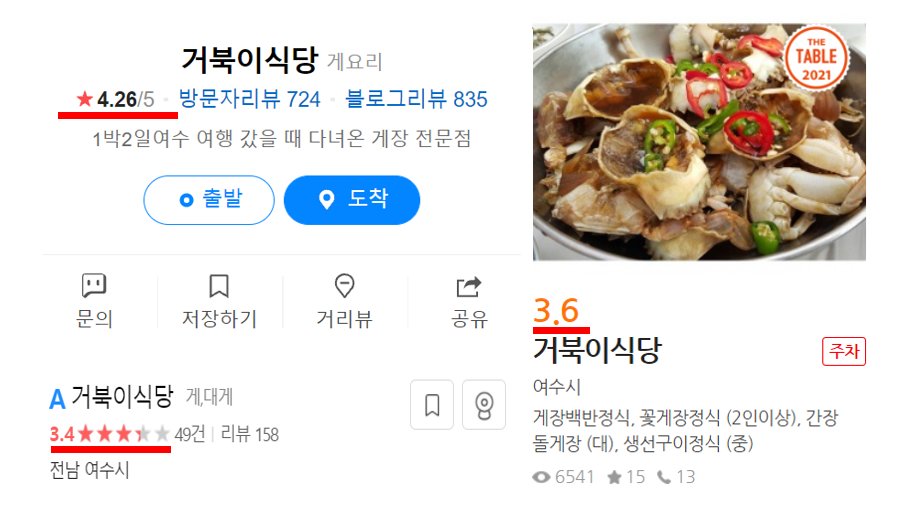 거북이식당 게요리
4.26/5 방문자리뷰 724 블로그리뷰 835
1박2일여수 여행 갔을 때 다녀온 게장 전문점
출발 도착
문의 저장하기 거리뷰 공유
A 거북이식당 게,대게
3.4 49건 리뷰 158
전남 여수시
THE
TABLE
2021
3.6
거북이식당 주차
여수시
게장백반정식, 꽃게장정식 (2인이상), 간장
돌게장 (대), 생선구이정식 (중)
6541 15 13